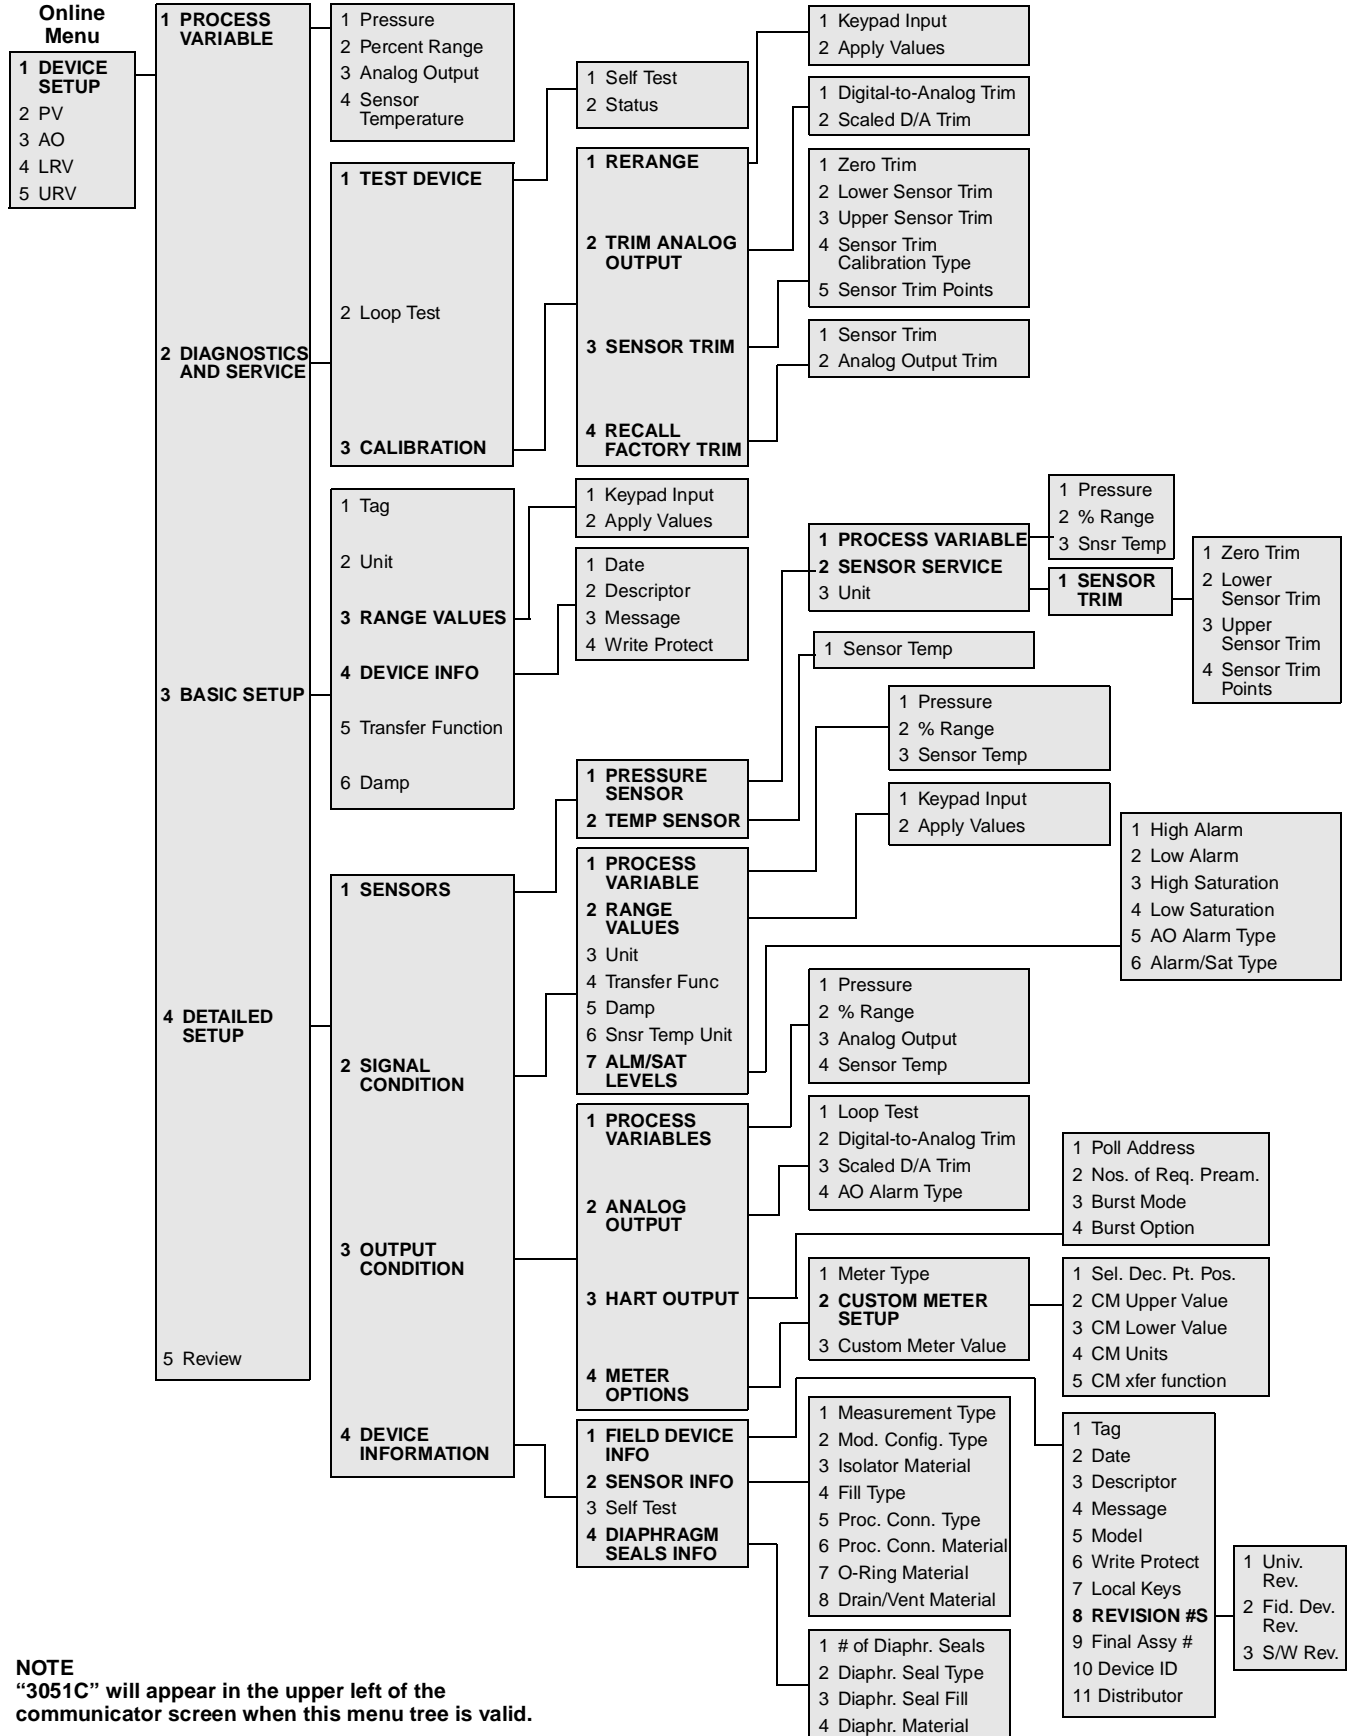 Online
Menu
1 DEVICE
SETUP
2 PV
3 AO
4 LRV
5 URV
1 PROCESS
VARIABLE
2 DIAGNOSTICS
AND SERVICE
3 BASIC SETUP
4 DETAILED
SETUP
5 Review
1 Pressure
2 Percent Range
3 Analog Output
4 Sensor
Temperature
1 TEST DEVICE
2 Loop Test
3 CALIBRATION
1 Self Test
2 Status
1 RERANGE
2 TRIM ANALOG
OUTPUT
3 SENSOR TRIM
4 RECALL
FACTORY TRIM
1 Keypad Input
2 Apply Values
1 Digital-to-Analog Trim
2 Scaled D/A Trim
1 Zero Trim
2 Lower Sensor Trim
3 Upper Sensor Trim
4 Sensor Trim
Calibration Type
5 Sensor Trim Points
1 Sensor Trim
2 Analog Output Trim
1 Tag
2 Unit
3 RANGE VALUES
4 DEVICE INFO
5 Transfer Function
6 Damp
1 Keypad Input
2 Apply Values
1 Date
2 Descriptor
3 Message
4 Write Protect
1 SENSORS
2 SIGNAL
CONDITION
3 OUTPUT
CONDITION
4 DEVICE
INFORMATION
1 PRESSURE
SENSOR
2 TEMP SENSOR
1 PROCESS VARIABLE
2 SENSOR SERVICE
3 Unit
1 Pressure
2 % Range
3 Snsr Temp
1 SENSOR
TRIM
1 Zero Trim
2 Lower
Sensor Trim
3 Upper
Sensor Trim
4 Sensor Trim
Points
1 Sensor Temp
1 PROCESS
VARIABLE
2 RANGE
VALUES
3 Unit
4 Transfer Func
5 Damp
6 Snsr Temp Unit
7 ALM/SAT
LEVELS
1 Pressure
2 % Range
3 Sensor Temp
1 Keypad Input
2 Apply Values
1 High Alarm
2 Low Alarm
3 High Saturation
4 Low Saturation
5 AO Alarm Type
6 Alarm/Sat Type
1 PROCESS
VARIABLES
2 ANALOG
OUTPUT
3 HART OUTPUT
4 METER
OPTIONS
1 Pressure
2 % Range
3 Analog Output
4 Sensor Temp
1 Loop Test
2 Digital-to-Analog Trim
3 Scaled D/A Trim
4 AO Alarm Type
1 Poll Address
2 Nos. of Req. Pream.
3 Burst Mode
4 Burst Option
1 Meter Type
2 CUSTOM METER
SETUP
3 Custom Meter Value
1 Sel. Dec. Pt. Pos.
2 CM Upper Value
3 CM Lower Value
4 CM Units
5 CM xfer function
1 FIELD DEVICE
INFO
2 SENSOR INFO
3 Self Test
4 DIAPHRAGM
SEALS INFO
1 Measurement Type
2 Mod. Config. Type
3 Isolator Material
4 Fill Type
5 Proc. Conn. Type
6 Proc. Conn. Material
7 O-Ring Material
8 Drain/Vent Material
1 Tag
2 Date
3 Descriptor
4 Message
5 Model
6 Write Protect
7 Local Keys
8 REVISION #S
9 Final Assy #
10 Device ID
11 Distributor
1 Univ.
Rev.
2 Fid. Dev.
Rev.
3 S/W Rev.
1 # of Diaphr. Seals
2 Diaphr. Seal Type
3 Diaphr. Seal Fill
4 Diaphr. Material
NOTE
“3051C” will appear in the upper left of the
communicator screen when this menu tree is valid.